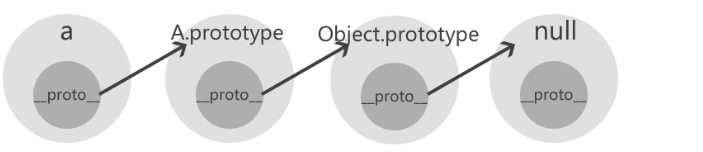 a
A.prototype
Object.prototype
null
__proto__
__proto__
__proto__
__proto__